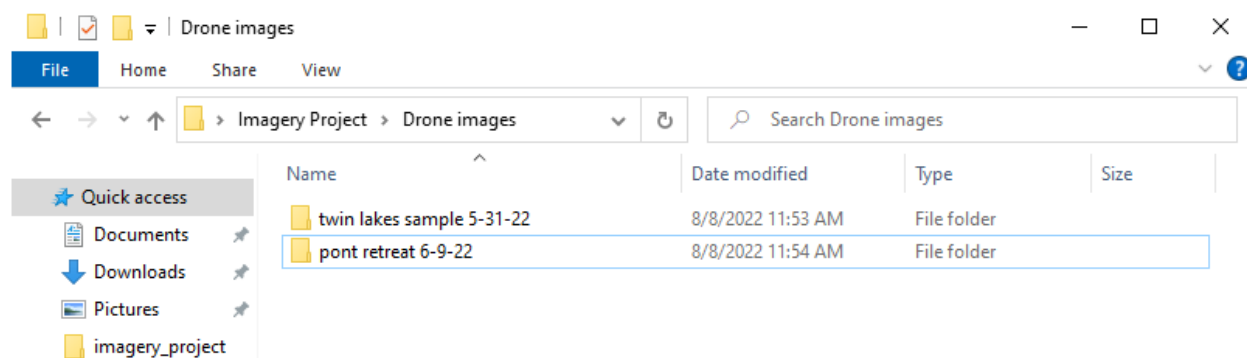 Drone images
File Home Share View
?
Imagery Project Drone images Search Drone images
Name Date modified Type Size
Quick access
twin lakes sample 5-31-22 8/8/2022 11:53 AM File folder
Documents
pont retreat 6-9-22 8/8/2022 11:54 AM File folder
Downloads
Pictures
imagery_project